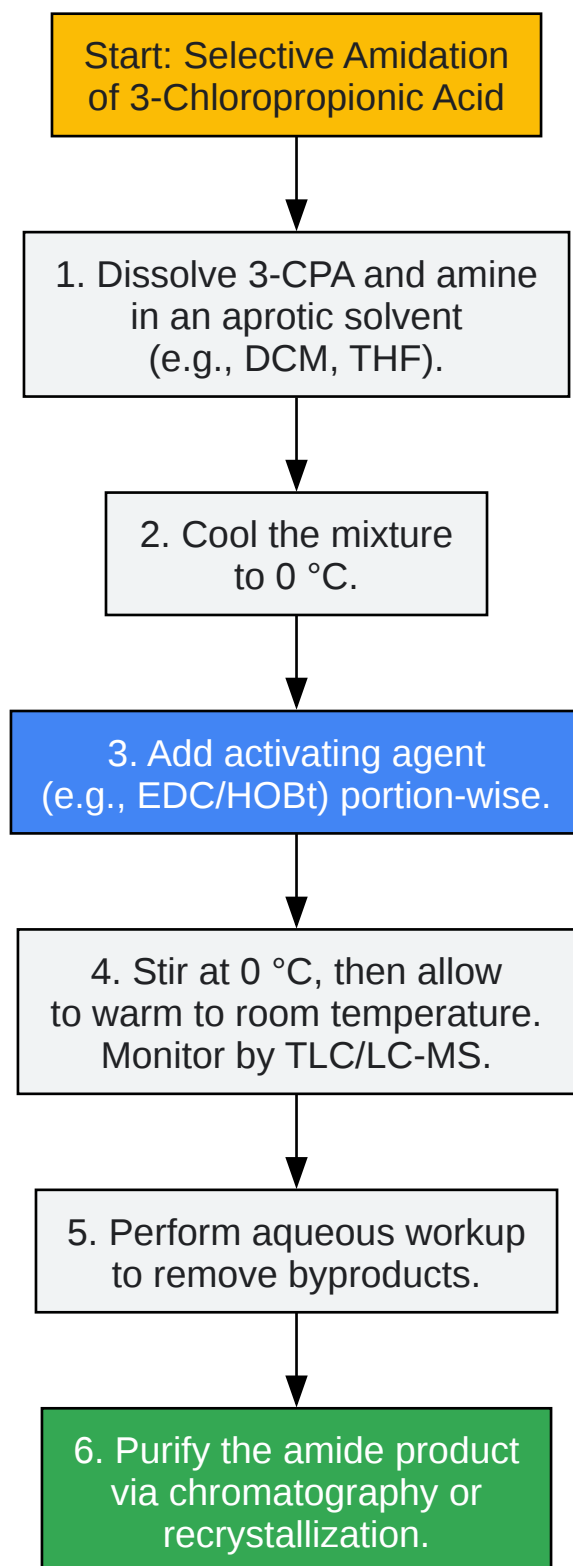 Start: Selective Amidation
of 3-Chloropropionic Acid
1. Dissolve 3-CPA and amine
in an aprotic solvent
(e.g., DCM, THF).
2. Cool the mixture
to 0 °C.
3. Add activating agent
(e.g., EDC/HOBt) portion-wise.
4. Stir at 0 °C, then allow
to warm to room temperature.
Monitor by TLC/LC-MS.
5. Perform aqueous workup
to remove byproducts.
6. Purify the amide product
via chromatography or
recrystallization.